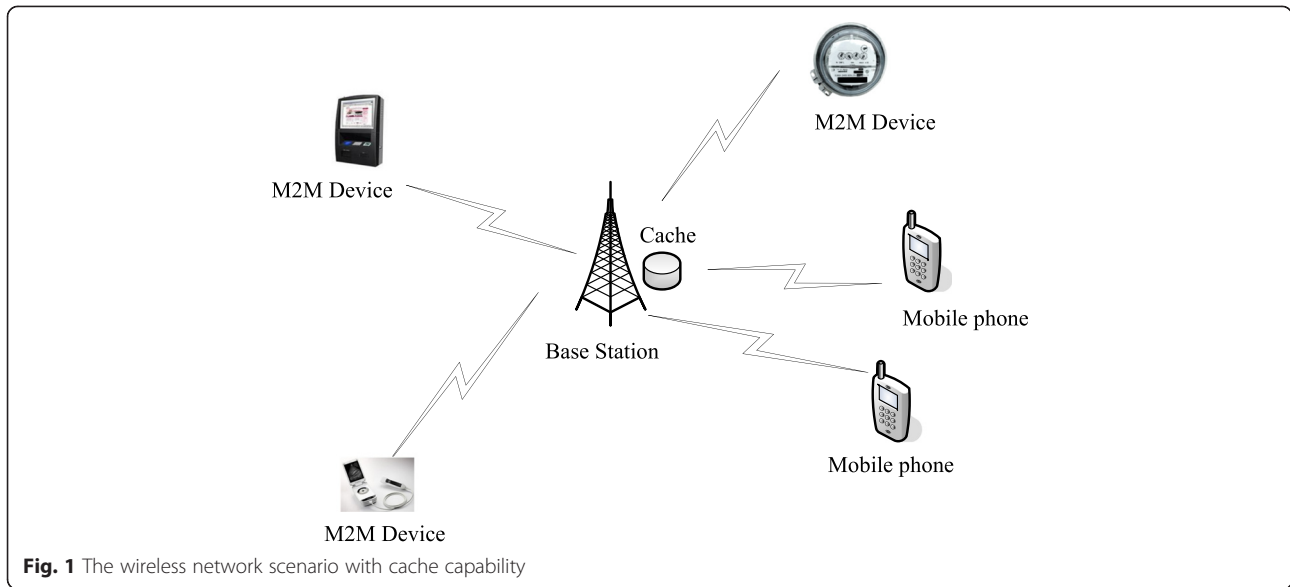 M2M Device
M2M Device
Cache
Mobile phone
Base Station
Mobile phone
M2M Device
Fig. 1 The wireless network scenario with cache capability